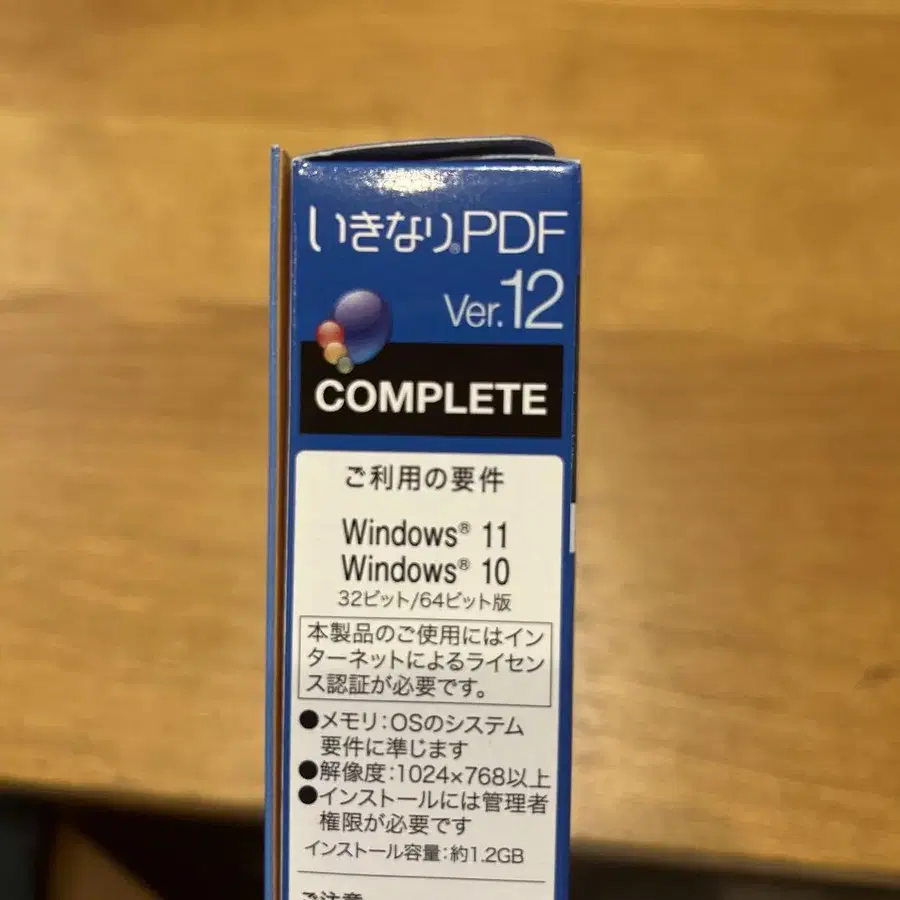 いきなり®PDF
Ver.12
COMPLETE
ご利用の要件
Windows® 11
Windows® 10
32ビット/64ビット版
本製品のご使用にはイン
ターネットによるライセン
ス認証が必要です。
●メモリ:OSのシステム
要件に準じます
●解像度:1024×768以上
●インストールには管理者
権限が必要です
インストール容量:約1.2GB
ご注意